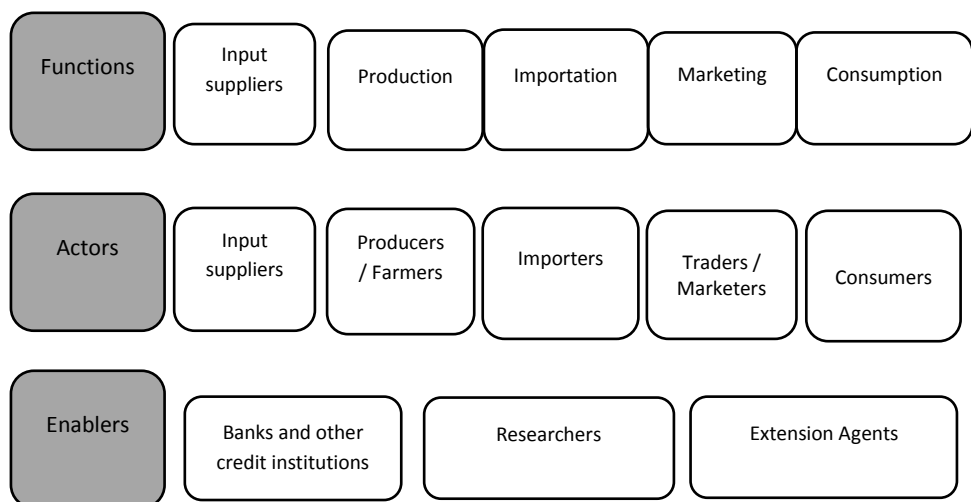 Functions
Input
suppliers
Production
Importation
Marketing
Consumption
Actors
Input
suppliers
Producers
/ Farmers
Importers
Traders /
Marketers
Consumers
Enablers
Banks and other
credit institutions
Researchers
Extension Agents